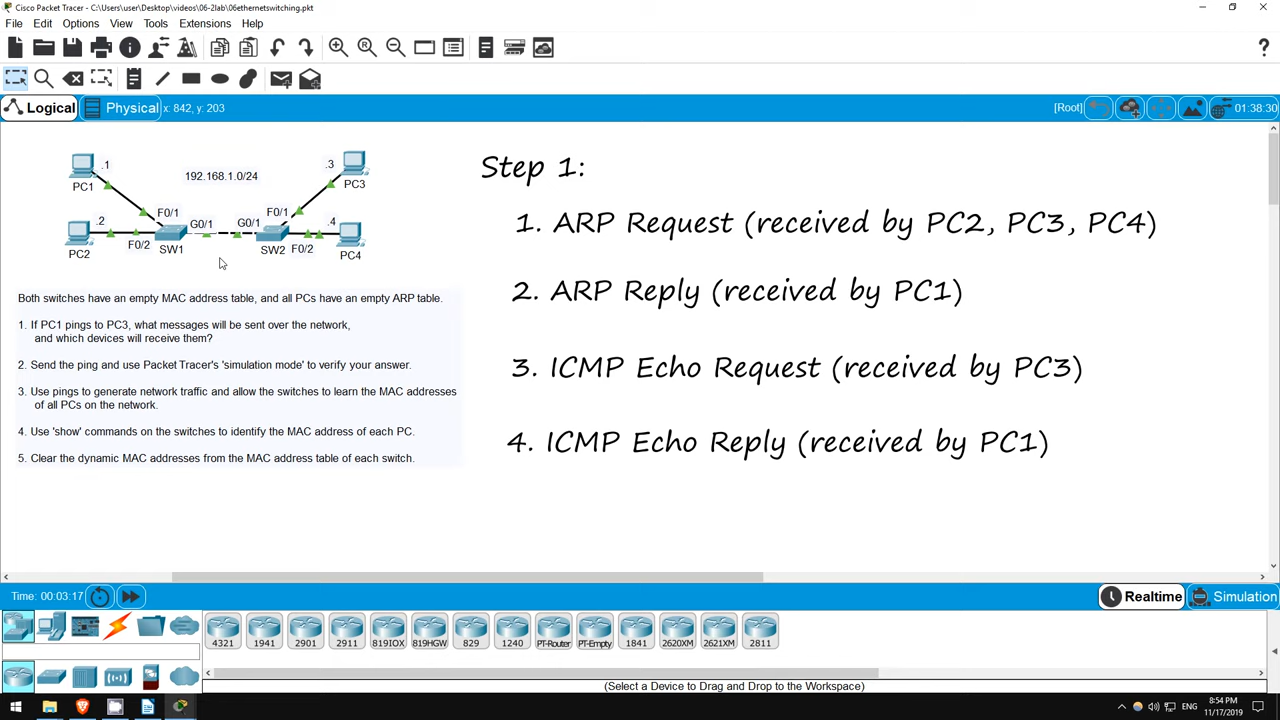 Cisco Packet Tracer - C:\Users\user\Desktop\videos\06-2lab\06ethernetswitching.pkt
File Edit Options View Tools Extensions Help
Logical Physical x: 842, y: 203 [Root] 01:38:30
.1 .3
192.168.1.0/24
PC1 PC3
F0/1 F0/1
.2 G0/1 G0/1 .4
F0/2 F0/2
PC2 SW1 SW2 PC4
Both switches have an empty MAC address table, and all PCs have an empty ARP table.
1. If PC1 pings to PC3, what messages will be sent over the network,
and which devices will receive them?
2. Send the ping and use Packet Tracer's 'simulation mode' to verify your answer.
3. Use pings to generate network traffic and allow the switches to learn the MAC addresses
of all PCs on the network.
4. Use 'show' commands on the switches to identify the MAC address of each PC.
5. Clear the dynamic MAC addresses from the MAC address table of each switch.
Step 1:
1. ARP Request (received by PC2, PC3, PC4)
2. ARP Reply (received by PC1)
3. ICMP Echo Request (received by PC3)
4. ICMP Echo Reply (received by PC1)
Time: 00:03:17 Realtime Simulation
4321 1941 2901 2911 819IOX 819HGW 829 1240 PT-Router PT-Empty 1841 2620XM 2621XM 2811
(Select a Device to Drag and Drop to the Workspace)
ENG 8:54 PM
11/17/2019